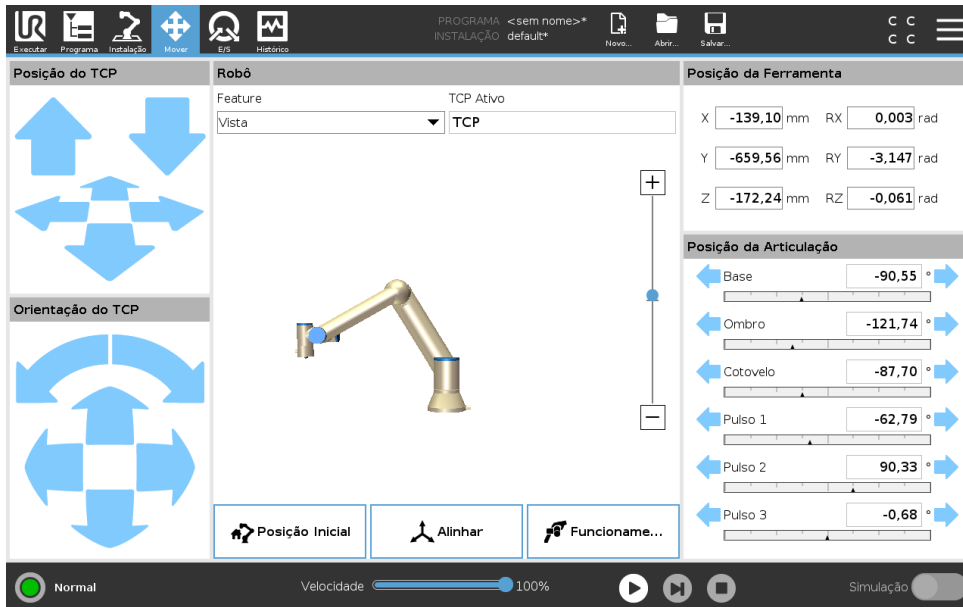 UR
PROGRAMA <sem nome>*
INSTALAÇÃO default*
Executar Programa Instalação Mover E/S Histórico Novo... Abrir... Salvar...
C C
C C
Posição do TCP
Robô
Posição da Ferramenta
Feature TCP Ativo
Vista TCP
X -139,10 mm RX 0,003 rad
Y -659,56 mm RY -3,147 rad
Z -172,24 mm RZ -0,061 rad
+
−
Posição da Articulação
Base -90,55 °
Ombro -121,74 °
Cotovelo -87,70 °
Pulso 1 -62,79 °
Pulso 2 90,33 °
Pulso 3 -0,68 °
Orientação do TCP
Posição Inicial Alinhar Funcioname...
Normal Velocidade 100% Simulação